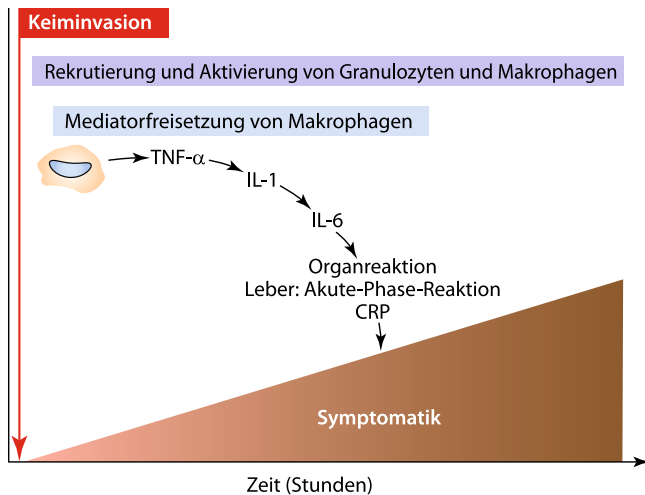 Keiminvasion
Rekrutierung und Aktivierung von Granulozyten und Makrophagen
Mediatorfreisetzung von Makrophagen
TNF-α
IL-1
IL-6
Organreaktion
Leber: Akute-Phase-Reaktion
CRP
Symptomatik
Zeit (Stunden)